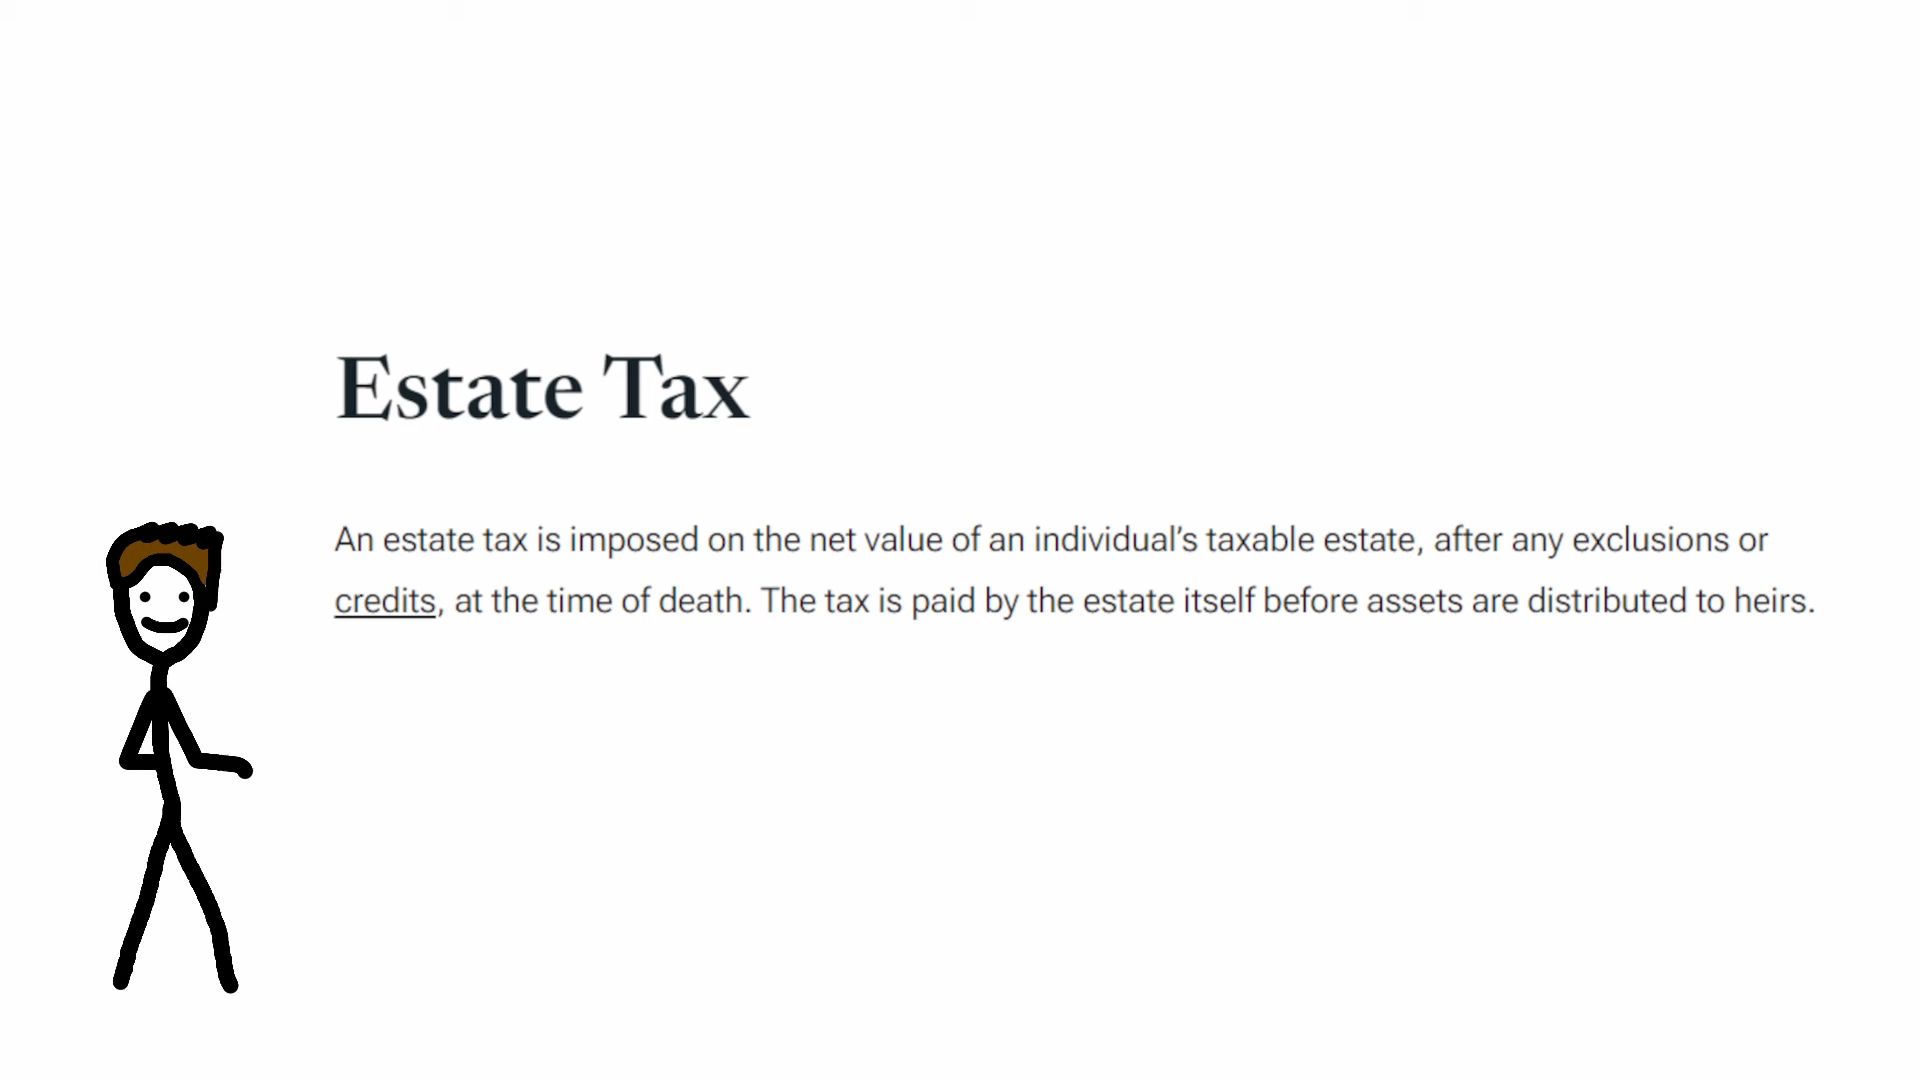 Estate Tax
An estate tax is imposed on the net value of an individual’s taxable estate, after any exclusions or
credits, at the time of death. The tax is paid by the estate itself before assets are distributed to heirs.